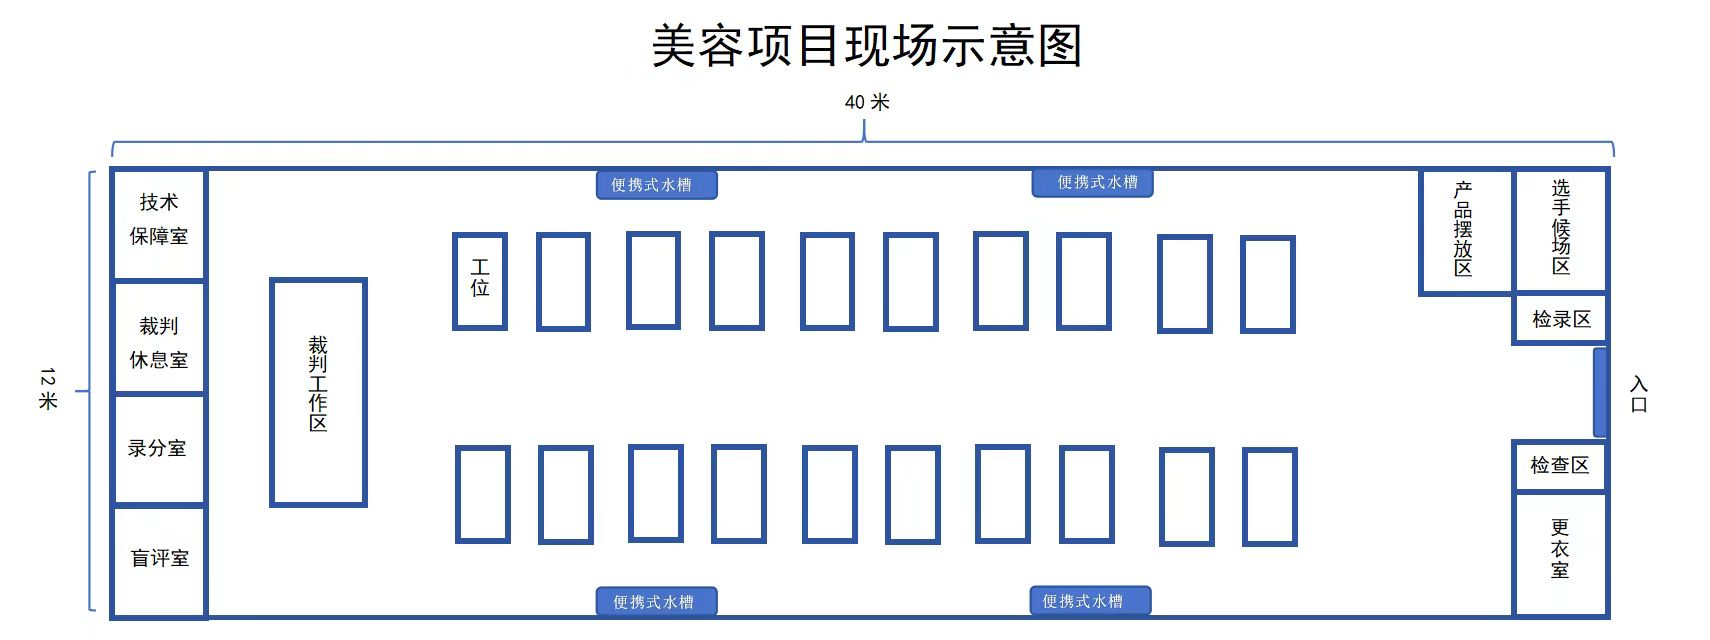 美容项目现场示意图
40 米
便携式水槽
便携式水槽
技术
保障室
产品摆放区
选手候场区
工位
检录区
裁判
休息室
裁判工作区
12米
入口
录分室
检查区
盲评室
更衣室
便携式水槽
便携式水槽